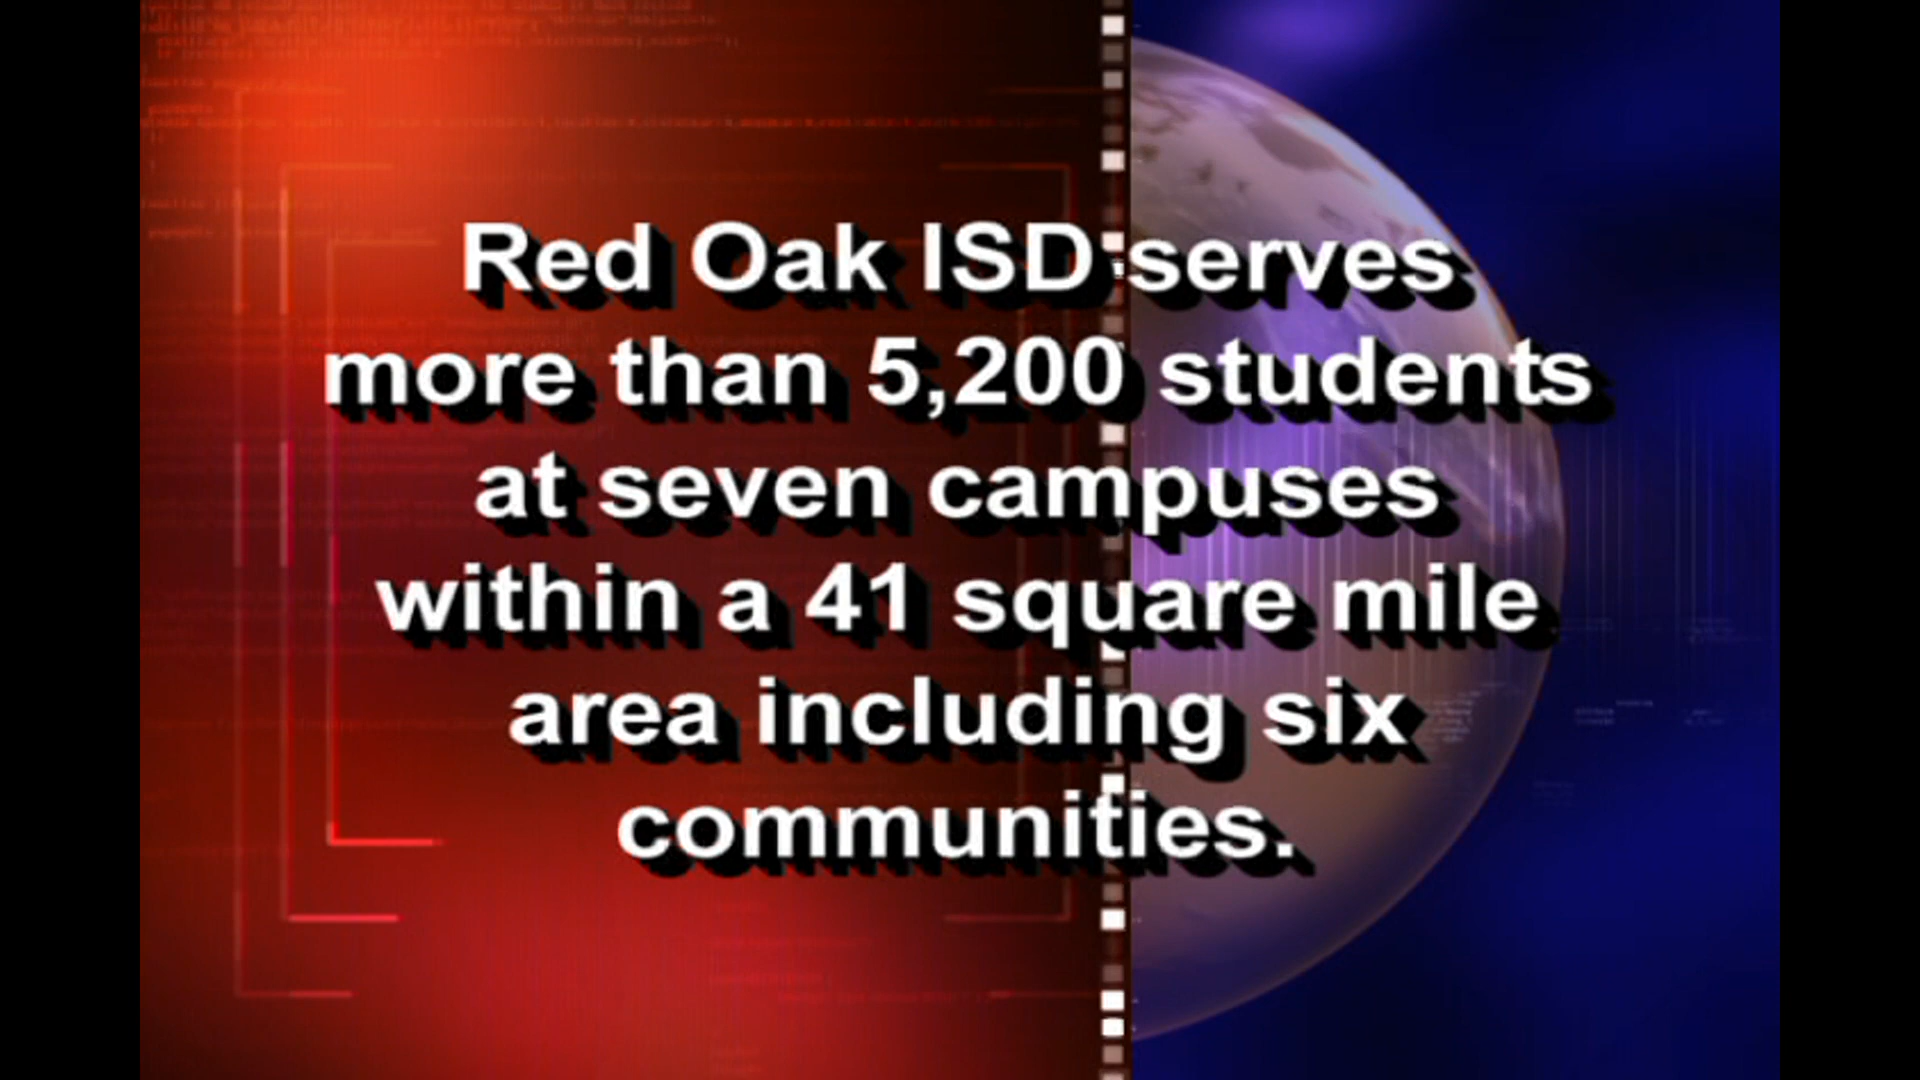 Red Oak ISD serves
more than 5,200 students
at seven campuses
within a 41 square mile
area including six
communities.